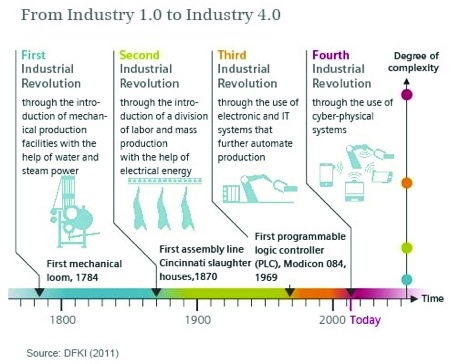 From Industry 1.0 to Industry 4.0
First
Industrial
Revolution
through the intro-
duction of mechan-
ical production
facilities with the
help of water and
steam power
Second
Industrial
Revolution
through the intro-
duction of a division
of labor and mass
production
with the help of
electrical energy
Third
Industrial
Revolution
through the use of
electronic and IT
systems that
further automate
production
Fourth
Industrial
Revolution
through the use of
cyber-physical
systems
Degree of
complexity
First mechanical
loom, 1784
First assembly line
Cincinnati slaughter
houses,1870
First programmable
logic controller
(PLC), Modicon 084,
1969
Time
1800
1900
2000
Today
Source: DFKI (2011)